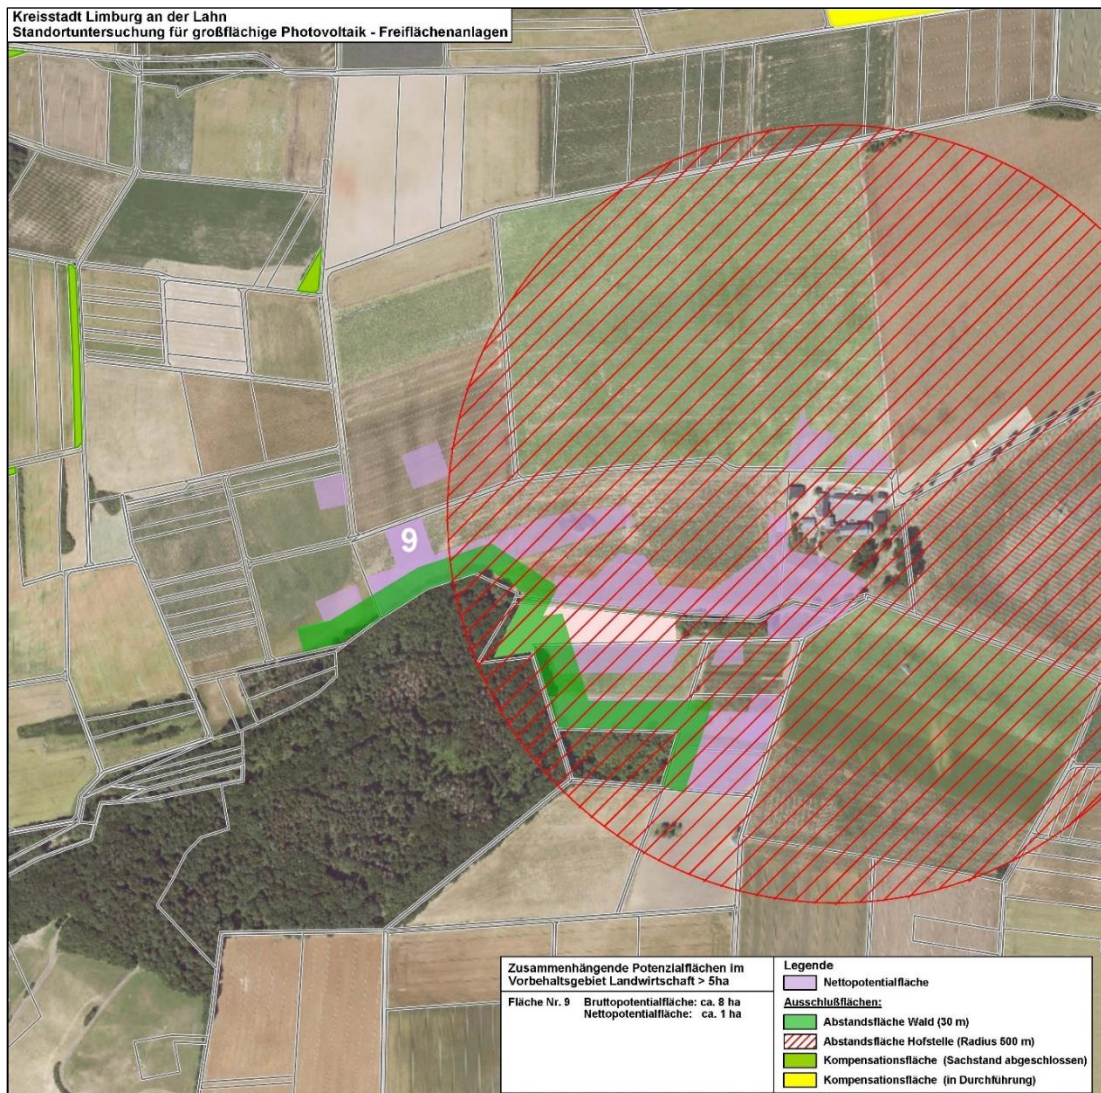 Kreisstadt Limburg an der Lahn
Standortuntersuchung für großflächige Photovoltaik - Freiflächenanlagen
9
Zusammenhängende Potenzialflächen im
Vorbehaltsgebiet Landwirtschaft > 5ha
Fläche Nr. 9 Bruttopotentialfläche: ca. 8 ha
Nettopotentialfläche: ca. 1 ha
Legende
Nettopotentialfläche
Ausschlußflächen:
Abstandsfläche Wald (30 m)
Abstandsfläche Hofstelle (Radius 500 m)
Kompensationsfläche (Sachstand abgeschlossen)
Kompensationsfläche (in Durchführung)